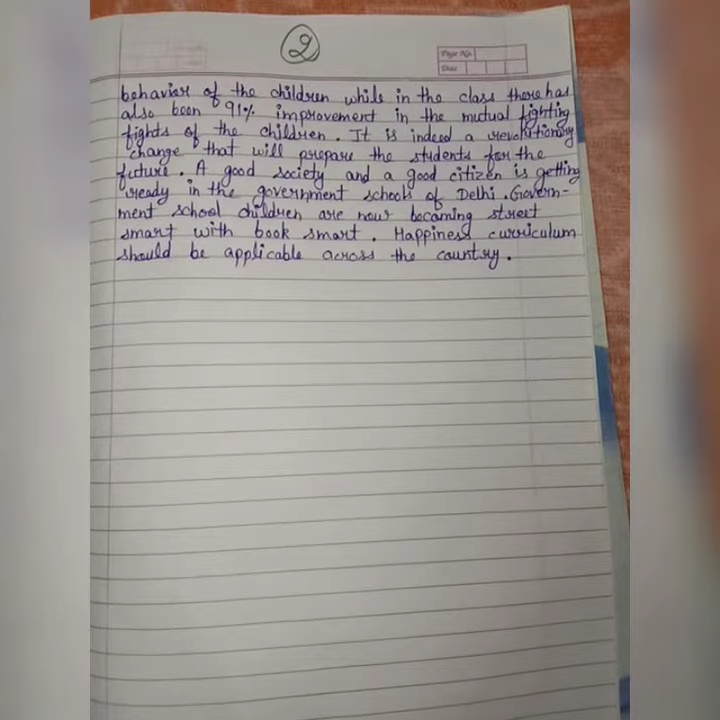 2
Page No.
Date
behavior of the children while in the class there has
also been 91% improvement in the mutual fighting
fights of the children. It is indeed a revolutionary
change that will prepare the students for the
future. A good society and a good citizen is getting
ready in the government schools of Delhi. Govern-
ment school children are now becoming street
smart with book smart. Happiness curriculum
should be applicable across the country.